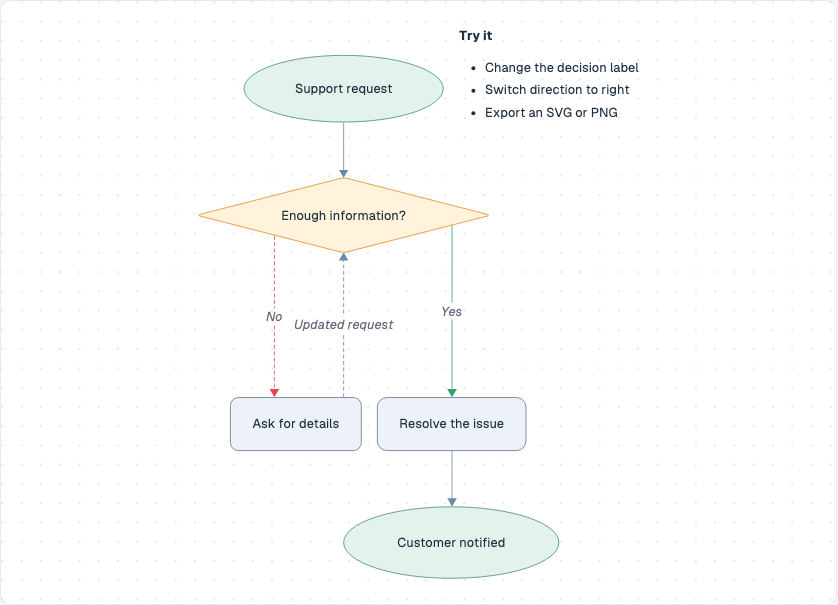 Try it
Support request
• Change the decision label
• Switch direction to right
• Export an SVG or PNG
Enough information?
No
Updated request
Yes
Ask for details
Resolve the issue
Customer notified